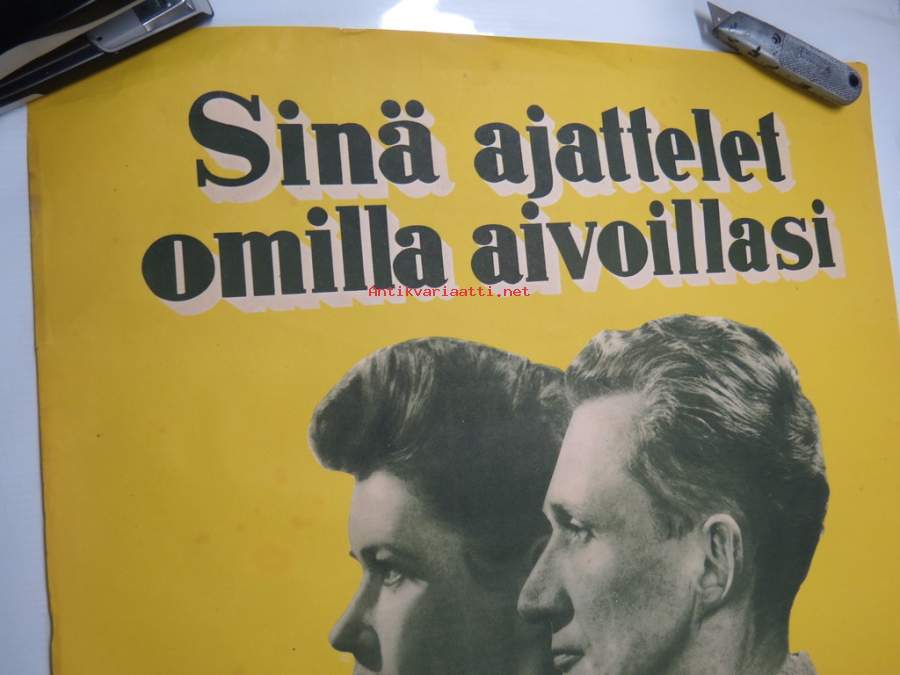 Sinä ajattelet
omilla aivoillasi
Antikvariaatti.net